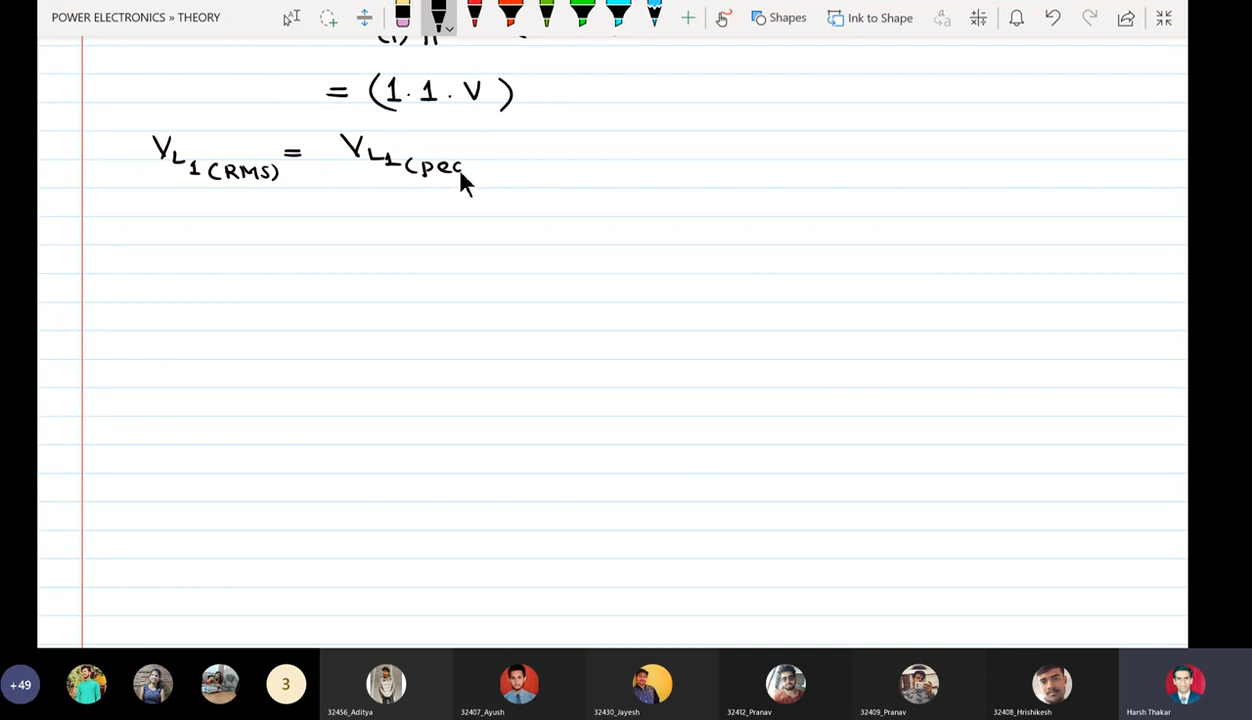 POWER ELECTRONICS » THEORY
Shapes
Ink to Shape
= (1.1.V)
VL1(RMS) = VL1(pec
+49
3
32456_Aditya
32407_Ayush
32430_Jayesh
32412_Pranav
32409_Pranav
32408_Hrishikesh
Harsh Thakar